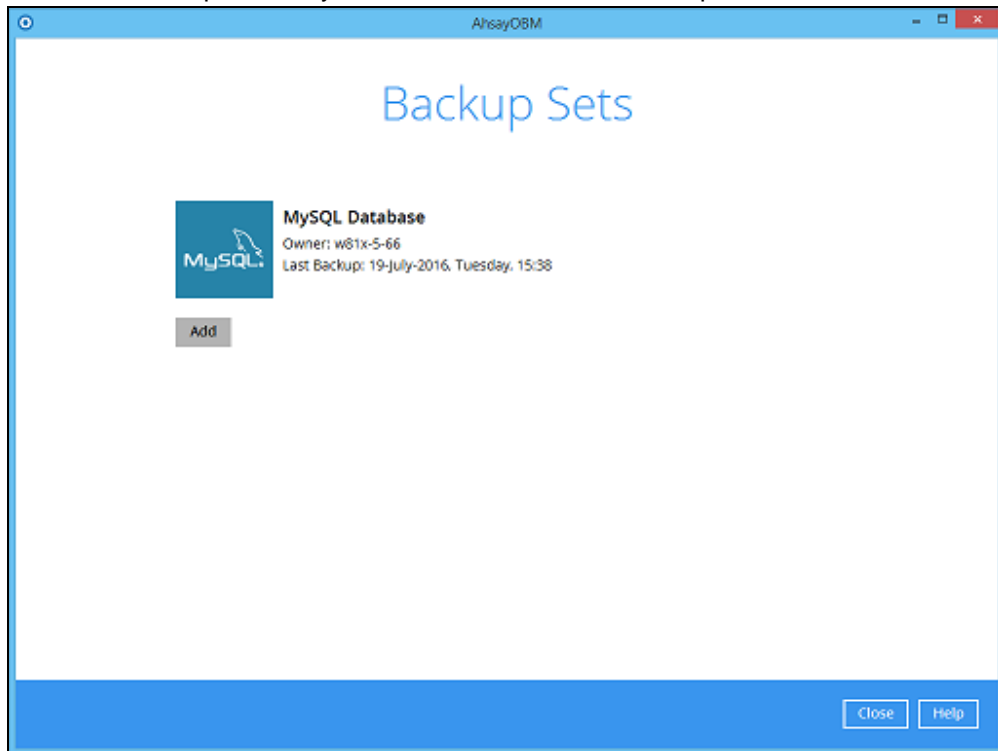 AhsayOBM
Backup Sets
MySQL
MySQL Database
Owner: w81x-5-66
Last Backup: 19-July-2016, Tuesday, 15:38
Add
Close Help